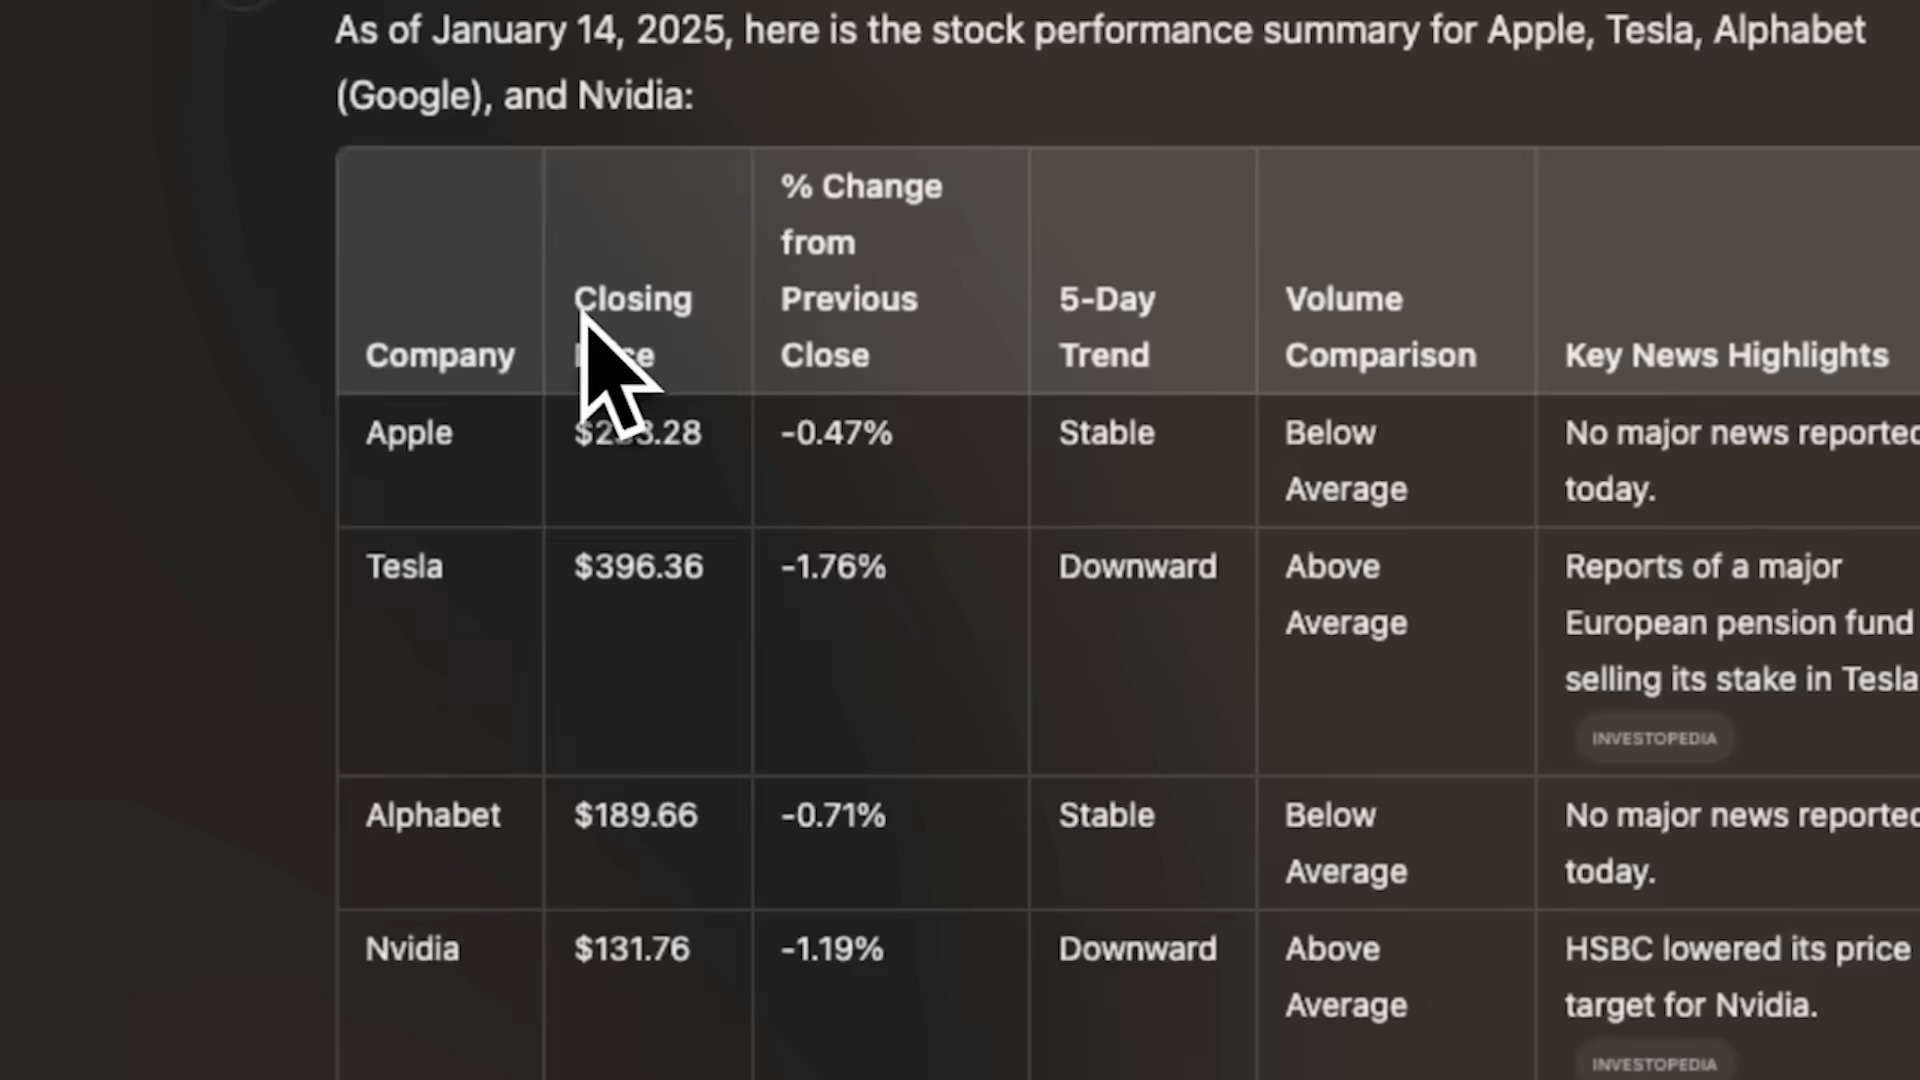 As of January 14, 2025, here is the stock performance summary for Apple, Tesla, Alphabet
(Google), and Nvidia:
Company
Closing
% Change
from
Previous
Close
5-Day
Trend
Volume
Comparison
Key News Highlights
Apple
-0.47%
Stable
Below
Average
No major news reported
today.
Tesla
$396.36
-1.76%
Downward
Above
Average
Reports of a major
European pension fund
selling its stake in Tesla
INVESTOPEDIA
Alphabet
$189.66
-0.71%
Stable
Below
Average
No major news reported
today.
Nvidia
$131.76
-1.19%
Downward
Above
Average
HSBC lowered its price
target for Nvidia.
INVESTOPEDIA